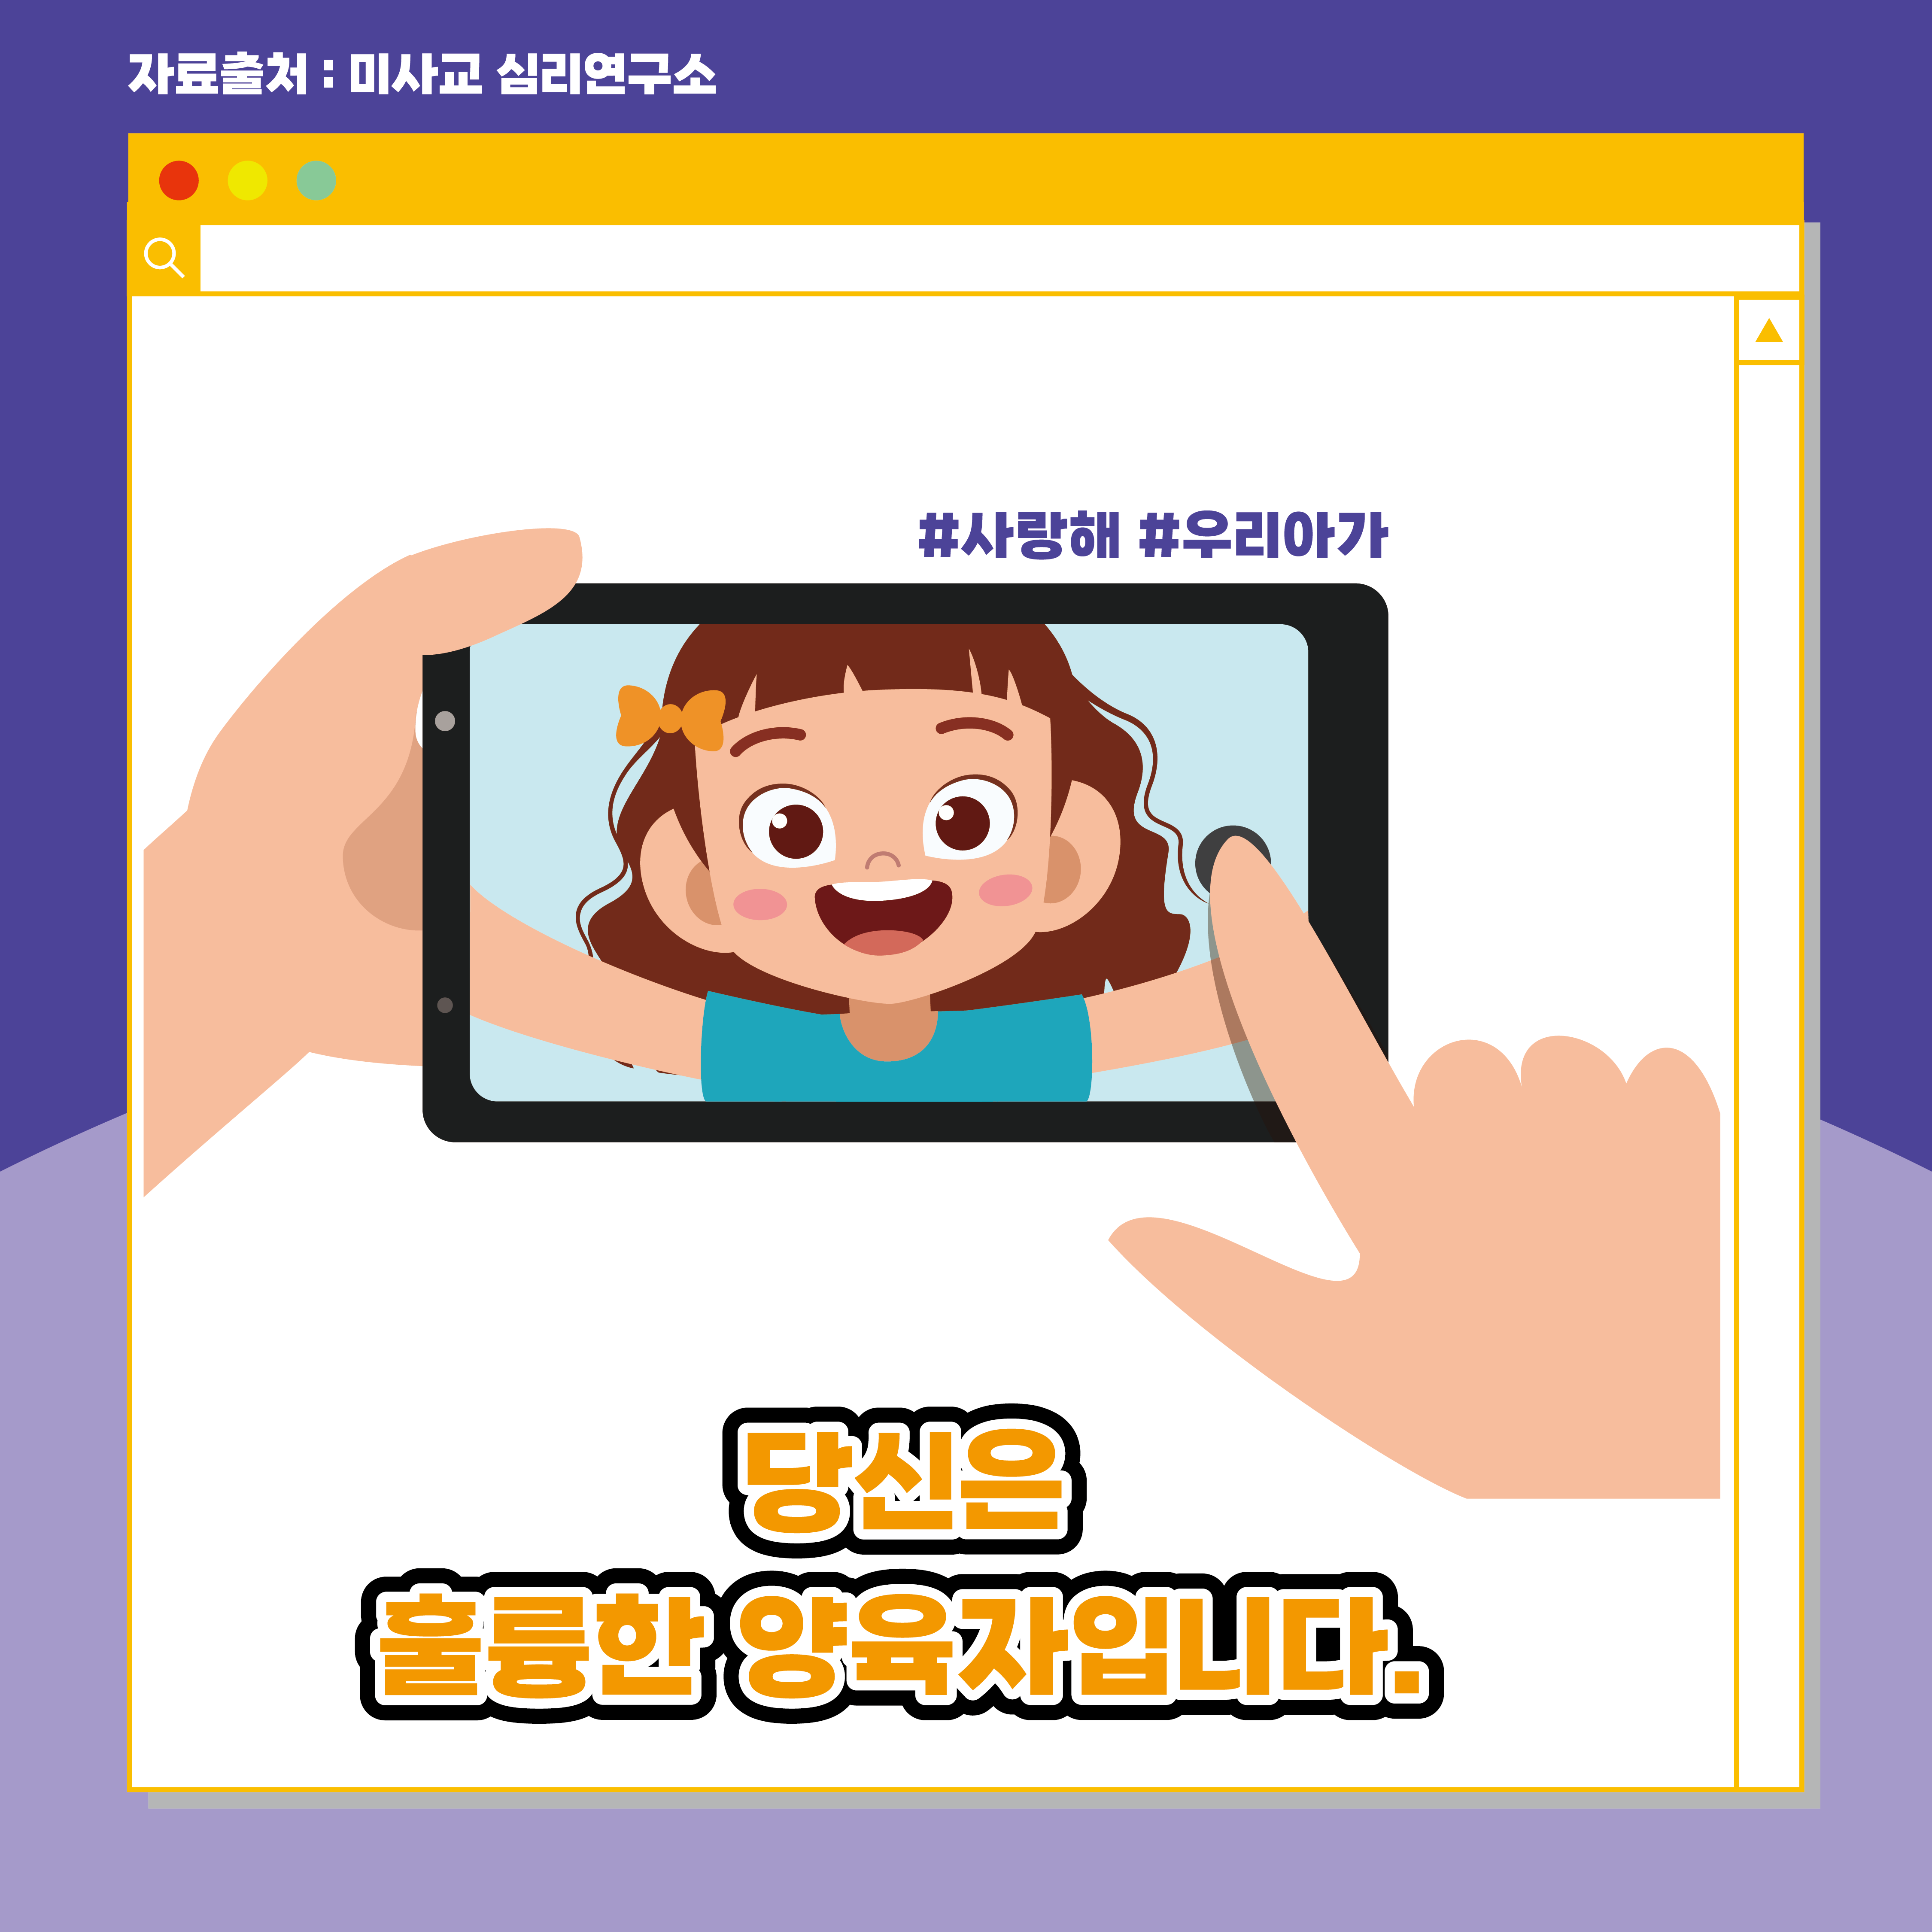 자료출처 : 미사교 심리연구소
#사랑해 #우리아가
당신은
훌륭한 양육자입니다.